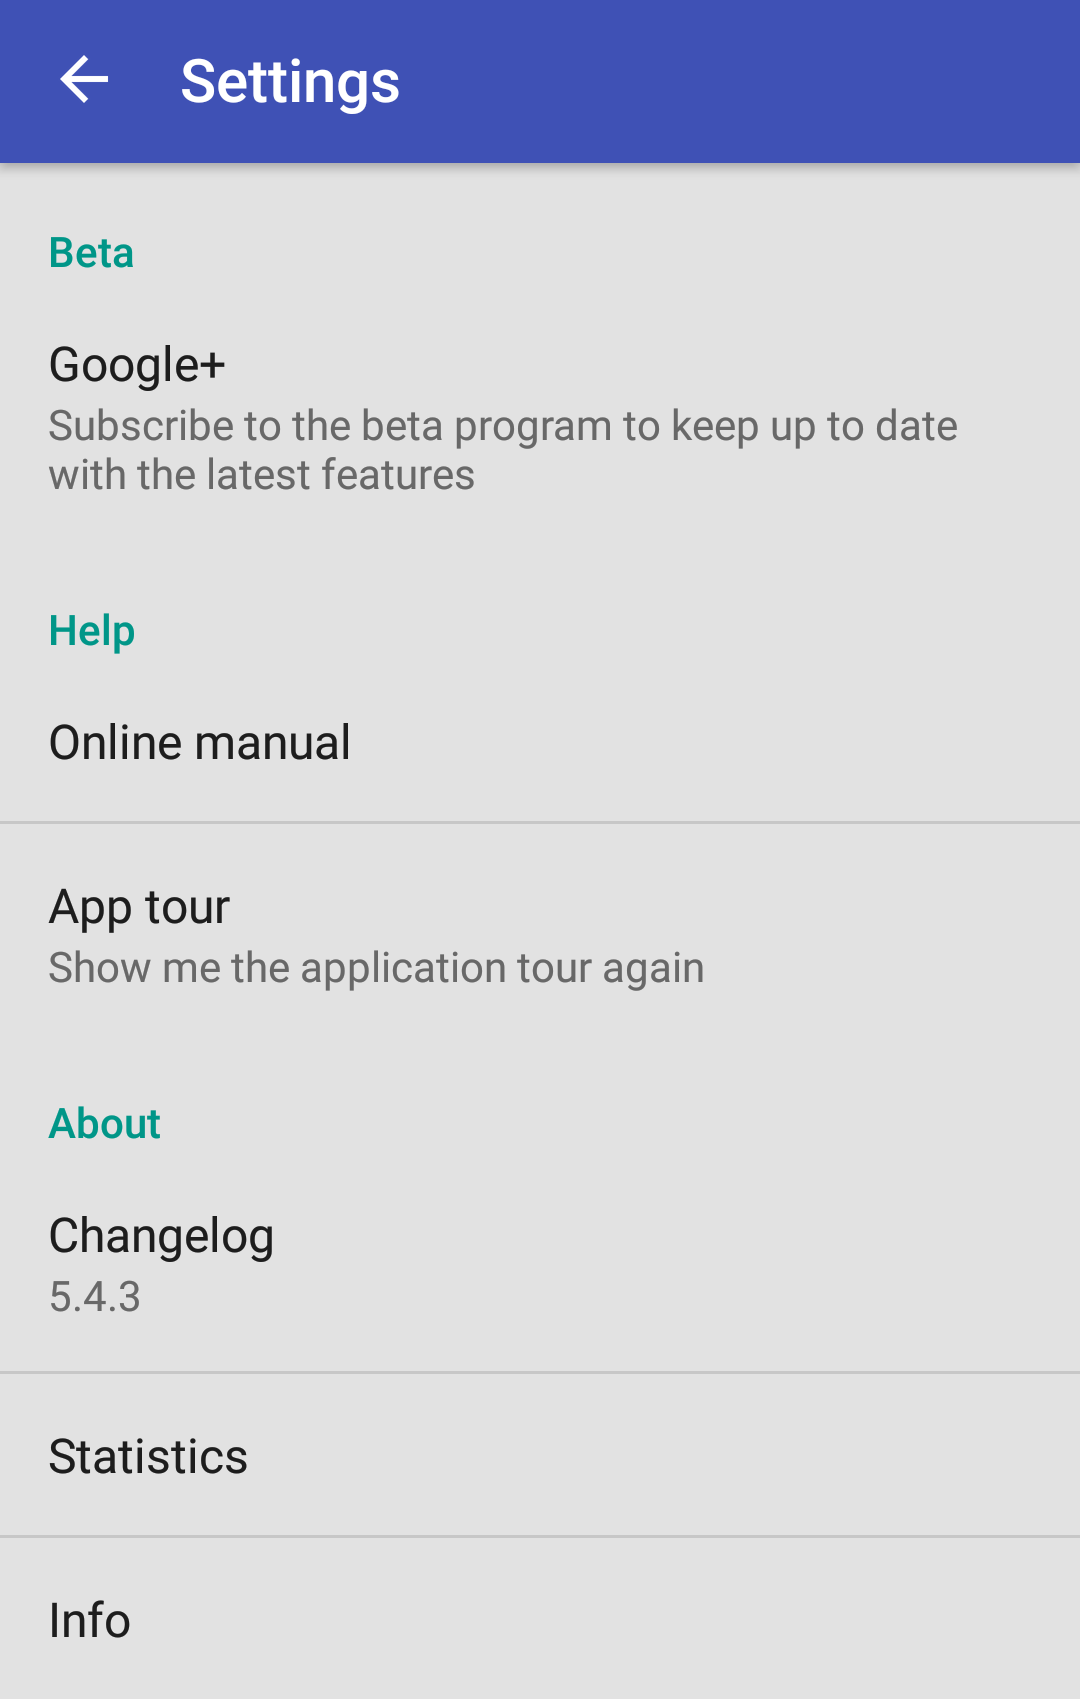 Settings
Beta
Google+
Subscribe to the beta program to keep up to date
with the latest features
Help
Online manual
App tour
Show me the application tour again
About
Changelog
5.4.3
Statistics
Info